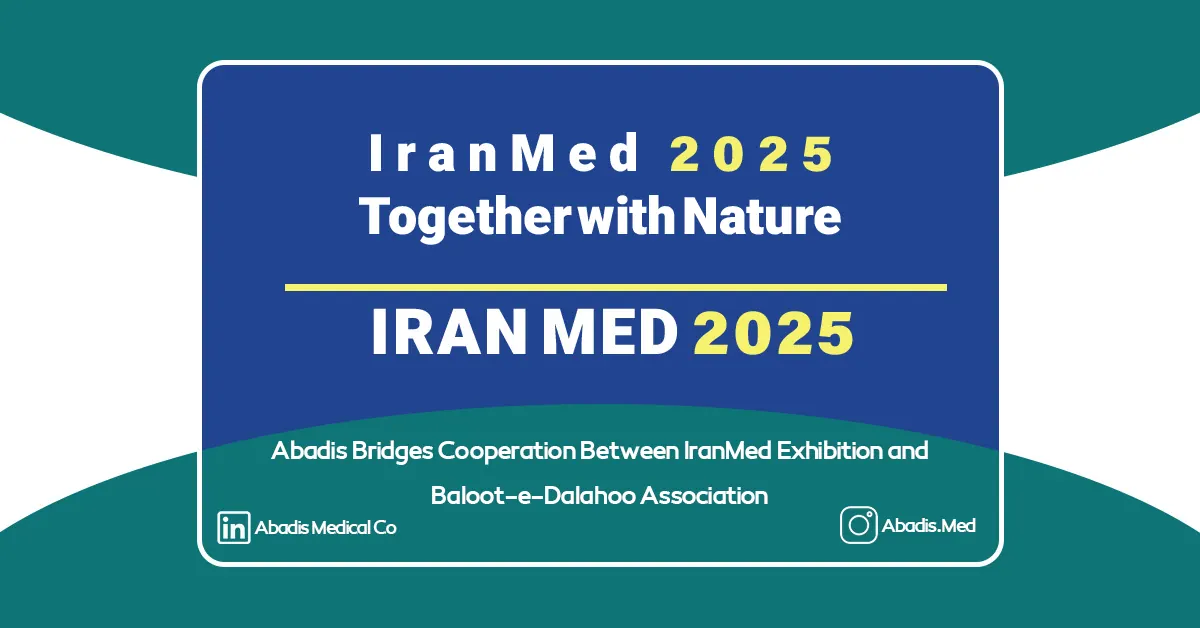 IranMed 2025
Together with Nature
IRAN MED 2025
Abadis Bridges Cooperation Between IranMed Exhibition and
Baloot-e-Dalahoo Association
in Abadis Medical Co
Abadis.Med